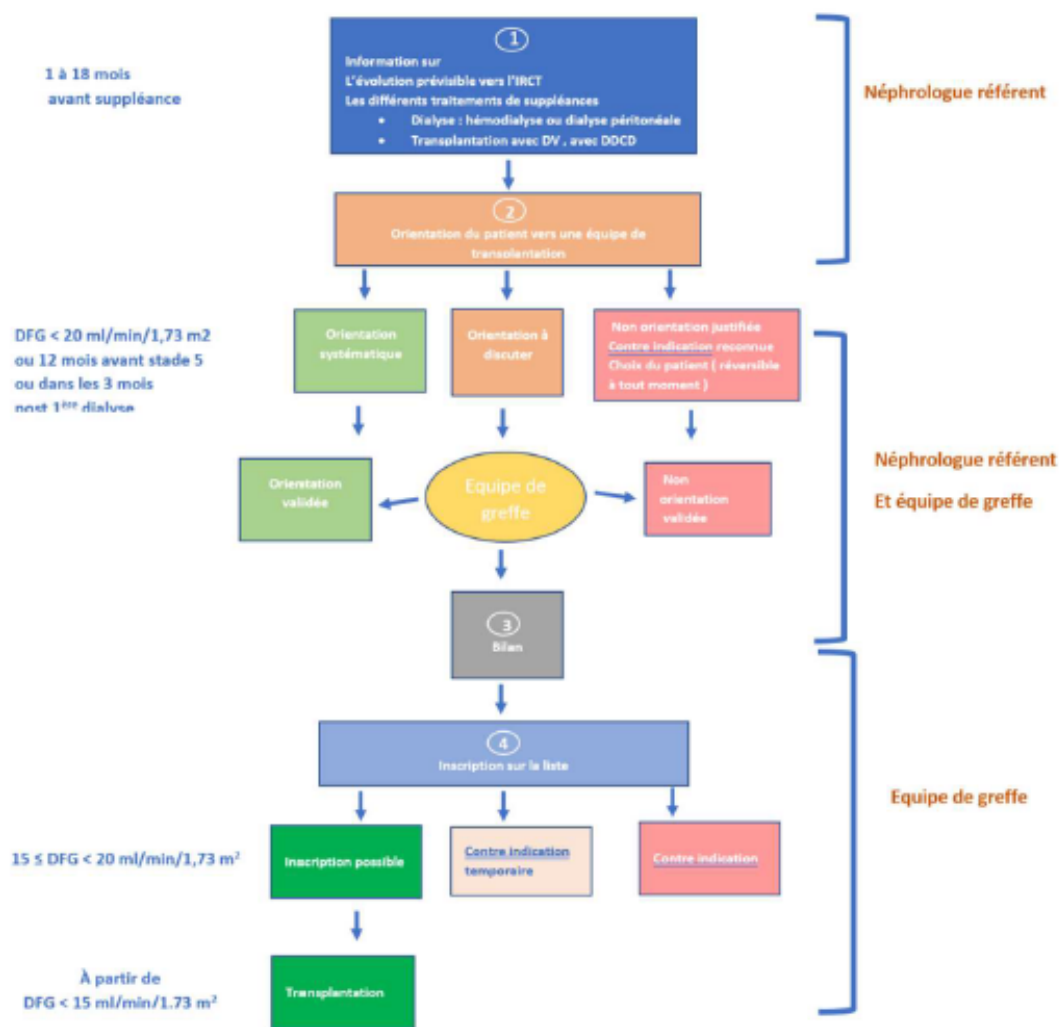 1
Information sur
L'évolution prévisible vers l'IRCT
Les différents traitements de suppléances
• Dialyse : hémodialyse ou dialyse péritonéale
• Transplantation avec DV , avec DDCD
1 à 18 mois
avant suppléance
Néphrologue référent
2
Orientation du patient vers une équipe de
transplantation
DFG < 20 ml/min/1,73 m2
ou 12 mois avant stade 5
ou dans les 3 mois
post 1ère dialyse
Orientation
systématique
Orientation à
discuter
Non orientation justifiée
Contre indication reconnue
Choix du patient ( réversible
à tout moment )
Orientation
validée
Equipe de
greffe
Non
orientation
validée
Néphrologue référent
Et équipe de greffe
3
Bilan
4
Inscription sur la liste
Equipe de greffe
15 ≤ DFG < 20 ml/min/1,73 m²
Inscription possible
Contre indication
temporaire
Contre indication
À partir de
DFG < 15 ml/min/1.73 m²
Transplantation